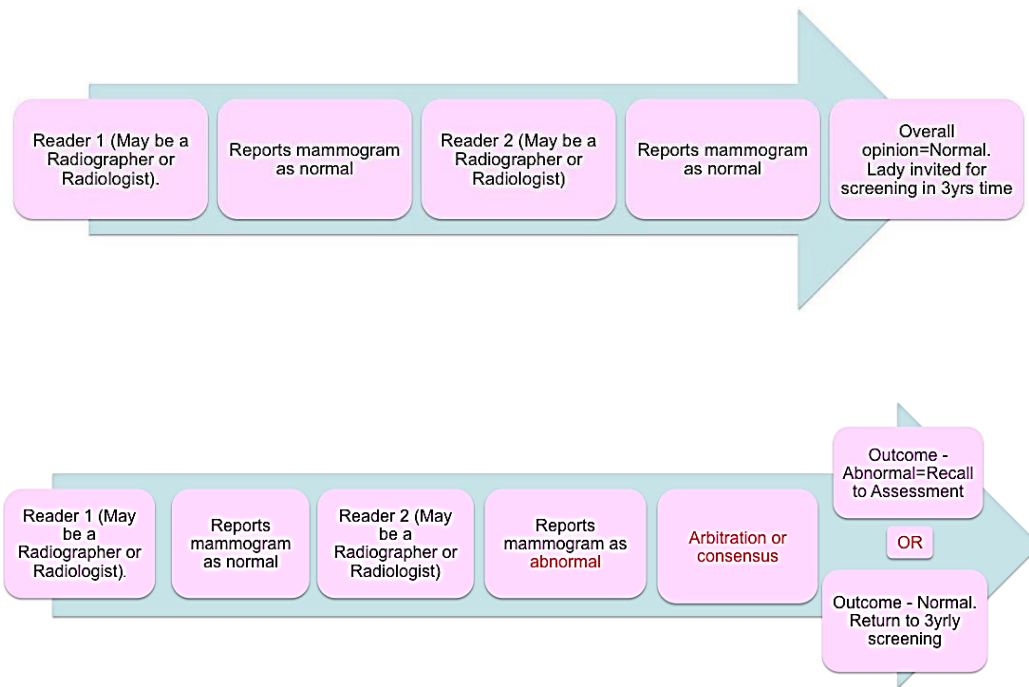 Reader 1 (May be a
Radiographer or
Radiologist).
Reports mammogram
as normal
Reader 2 (May be a
Radiographer or
Radiologist)
Reports mammogram
as normal
Overall
opinion=Normal.
Lady invited for
screening in 3yrs time
Reader 1 (May
be a
Radiographer or
Radiologist).
Reports
mammogram
as normal
Reader 2 (May
be a
Radiographer or
Radiologist)
Reports
mammogram as
abnormal
Arbitration or
consensus
Outcome -
Abnormal=Recall
to Assessment
OR
Outcome - Normal.
Return to 3yrly
screening